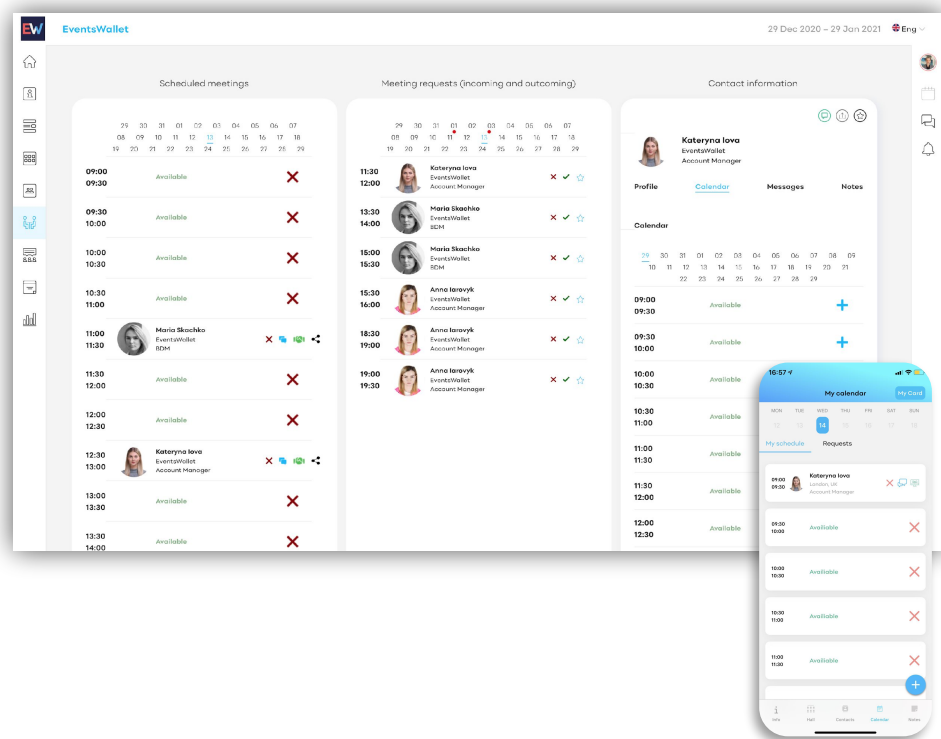 EW EventsWallet 29 Dec 2020 – 29 Jan 2021 Eng
Scheduled meetings
29 30 31 01 02 03 04 05 06 07
08 09 10 11 12 13 14 15 16 17 18
19 20 21 22 23 24 25 26 27 28 29
09:00
09:30
Available
09:30
10:00
Available
10:00
10:30
Available
10:30
11:00
Available
11:00
11:30
Maria Skachko
EventsWallet
BDM
11:30
12:00
Available
12:00
12:30
Available
12:30
13:00
Kateryna Iova
EventsWallet
Account Manager
13:00
13:30
Available
13:30
14:00
Available
Meeting requests (incoming and outcoming)
29 30 31 01 02 03 04 05 06 07
08 09 10 11 12 13 14 15 16 17 18
19 20 21 22 23 24 25 26 27 28 29
11:30
12:00
Kateryna Iova
EventsWallet
Account Manager
13:30
14:00
Maria Skachko
EventsWallet
BDM
15:00
15:30
Maria Skachko
EventsWallet
BDM
15:30
16:00
Anna Iarovyk
EventsWallet
Account Manager
18:30
19:00
Anna Iarovyk
EventsWallet
Account Manager
19:00
19:30
Anna Iarovyk
EventsWallet
Account Manager
Contact information
Kateryna Iova
EventsWallet
Account Manager
Profile Calendar Messages Notes
Calendar
29 30 31 01 02 03 04 05 06 07 08 09
10 11 12 13 14 15 16 17 18 19 20 21
22 23 24 25 26 27 28 29
09:00
09:30
Available
09:30
10:00
Available
10:00
10:30
Available
10:30
11:00
Available
11:00
11:30
Available
11:30
12:00
Available
12:00
12:30
Available
16:57
My calendar My Card
MON TUE WED THU FRI SAT SUN
12 13 14 15 16 17 18
My schedule Requests
09:00
09:30
Kateryna Iova
London, UK
Account Manager
09:30
10:00
Availiable
10:00
10:30
Availiable
10:30
11:00
Availiable
11:00
11:30
Availiable
Info Hall Contacts Calendar Notes